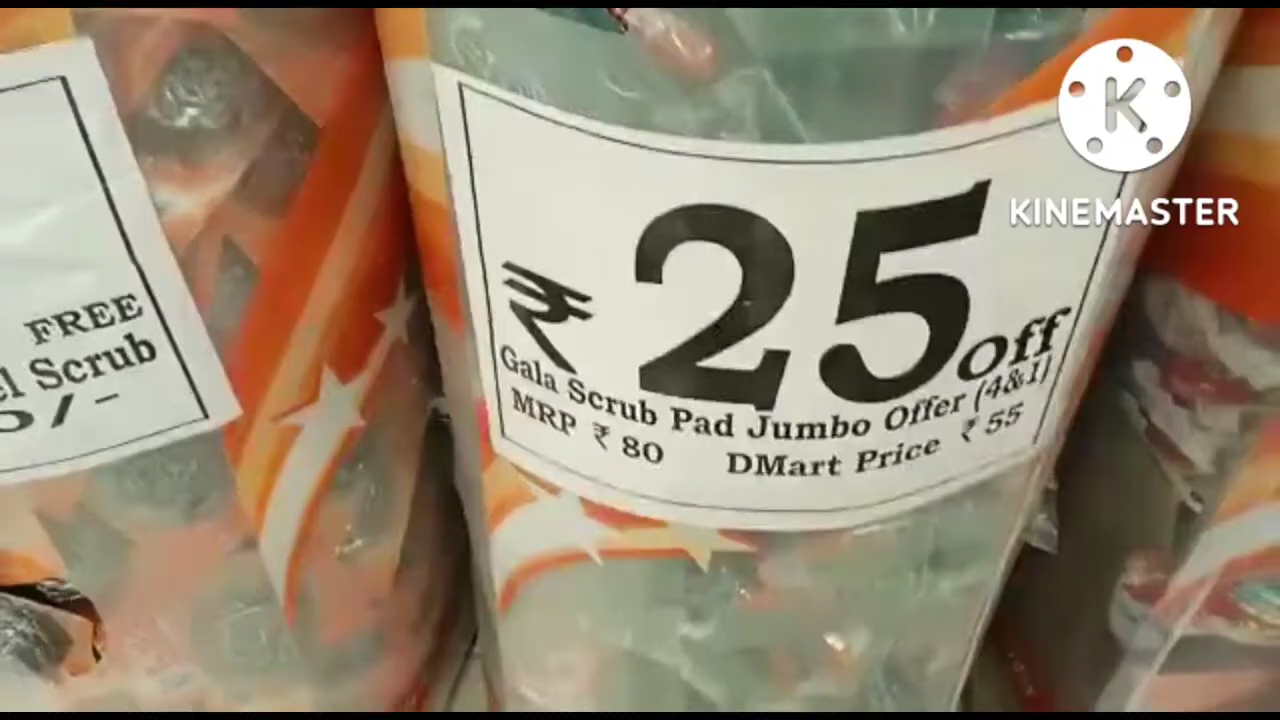 FREE
Scrub
₹ 25 off
Gala Scrub Pad Jumbo Offer (4&1)
MRP ₹ 80 DMart Price ₹ 55
K
KINEMASTER